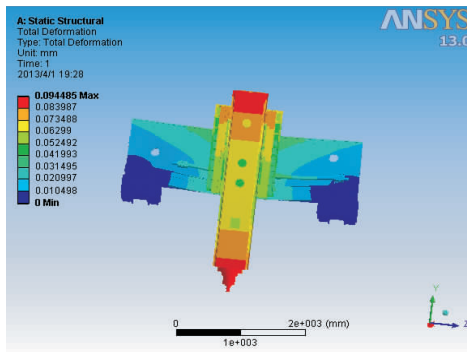 A: Static Structural
Total Deformation
Type: Total Deformation
Unit: mm
Time: 1
2013/4/1 19:28
0.094485 Max
0.083987
0.073488
0.06299
0.052492
0.041993
0.031495
0.020997
0.010498
0 Min
ANSYS
13.0
Y
Z
0
2e+003 (mm)
1e+003